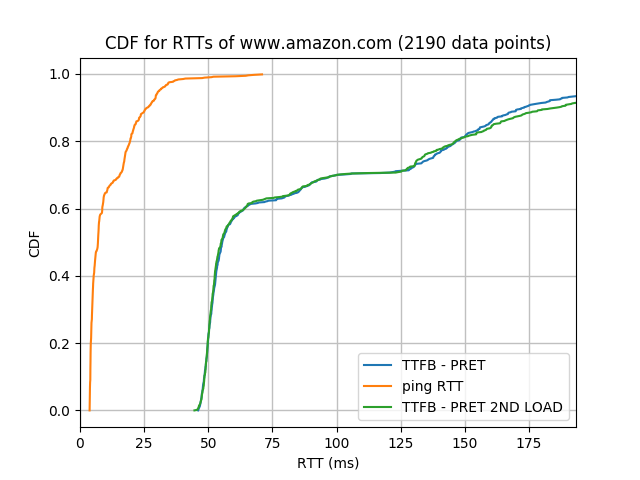 CDF for RTTs of www.amazon.com (2190 data points)
1.0
0.8
0.6
0.4
0.2
0.0
CDF
TTFB - PRET
ping RTT
TTFB - PRET 2ND LOAD
0 25 50 75 100 125 150 175
RTT (ms)